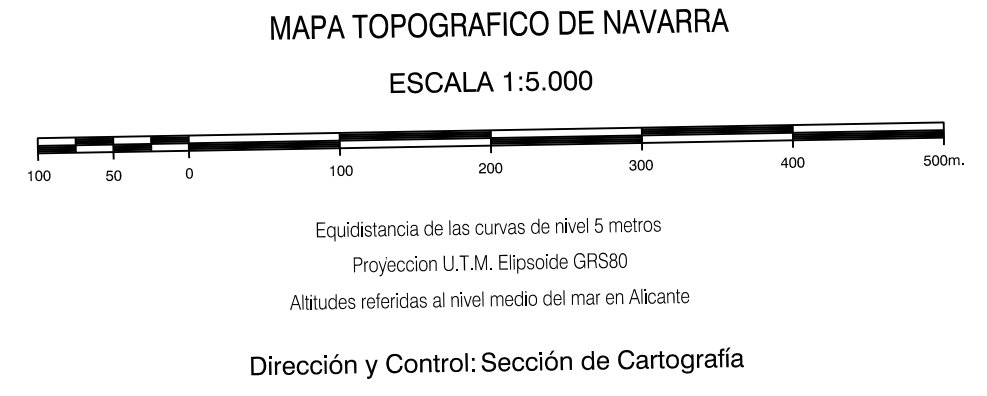 MAPA TOPOGRAFICO DE NAVARRA
ESCALA 1:5.000
100 50 0 100 200 300 400 500m.
Equidistancia de las curvas de nivel 5 metros
Proyeccion U.T.M. Elipsoide GRS80
Altitudes referidas al nivel medio del mar en Alicante
Dirección y Control: Sección de Cartografía